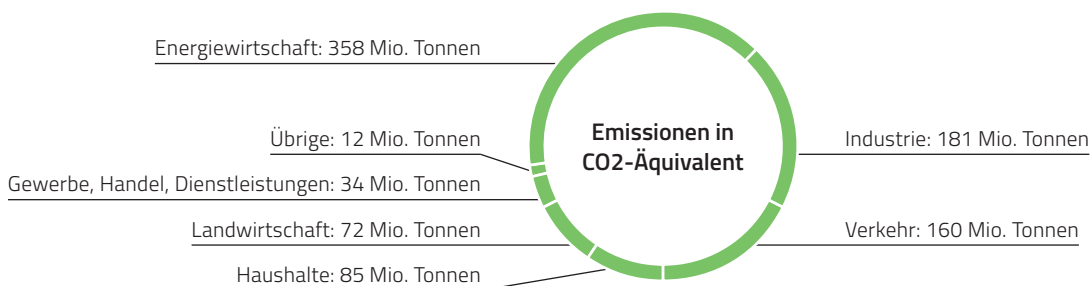 Energiewirtschaft: 358 Mio. Tonnen
Übrige: 12 Mio. Tonnen
Gewerbe, Handel, Dienstleistungen: 34 Mio. Tonnen
Landwirtschaft: 72 Mio. Tonnen
Haushalte: 85 Mio. Tonnen
Emissionen in
CO2-Äquivalent
Industrie: 181 Mio. Tonnen
Verkehr: 160 Mio. Tonnen